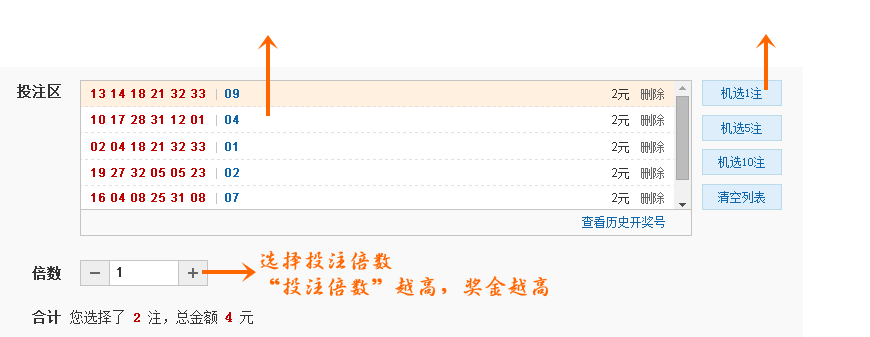 投注区
13 14 18 21 32 33 | 09 2元 删除
10 17 28 31 12 01 | 04 2元 删除
02 04 18 21 32 33 | 01 2元 删除
19 27 32 05 05 23 | 02 2元 删除
16 04 08 25 31 08 | 07 2元 删除
查看历史开奖号
机选1注
机选5注
机选10注
清空列表
倍数 － 1 ＋
选择投注倍数
“投注倍数”越高，奖金越高
合计 您选择了 2 注，总金额 4 元